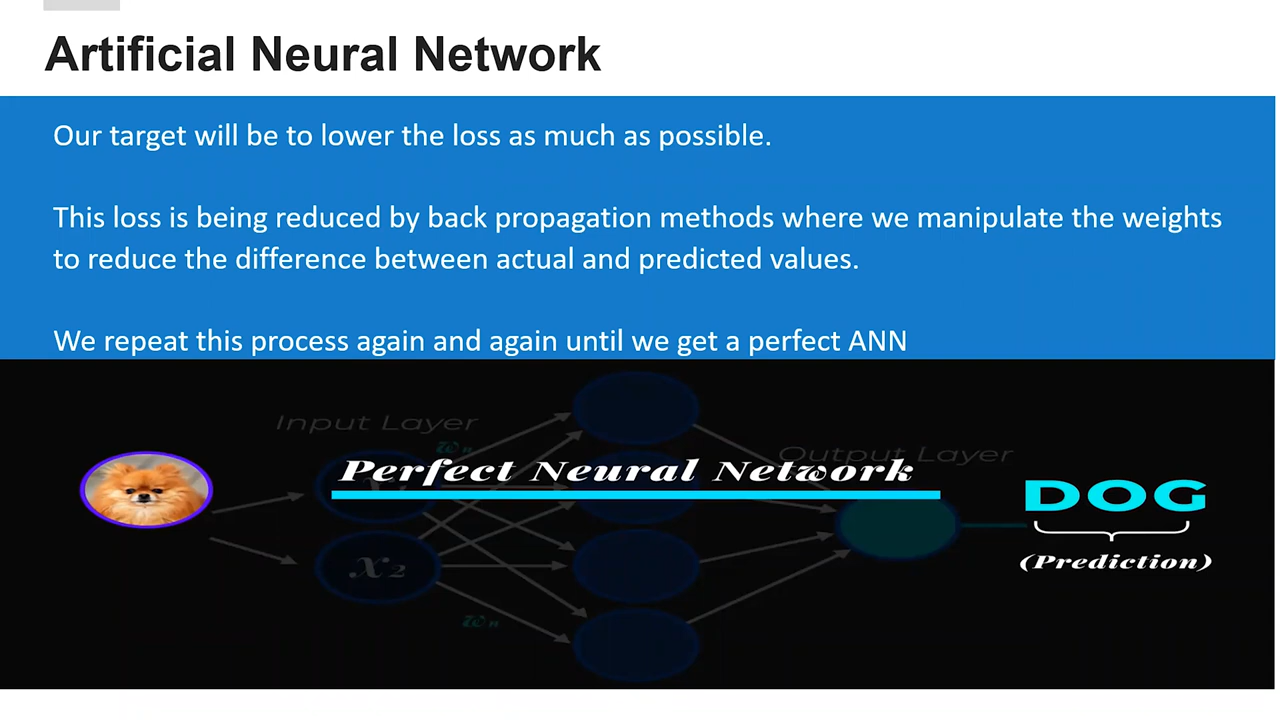 Artificial Neural Network
Our target will be to lower the loss as much as possible.
This loss is being reduced by back propagation methods where we manipulate the weights
to reduce the difference between actual and predicted values.
We repeat this process again and again until we get a perfect ANN
Input Layer
wn
Output Layer
Perfect Neural Network
DOG
x2
(Prediction)
wn